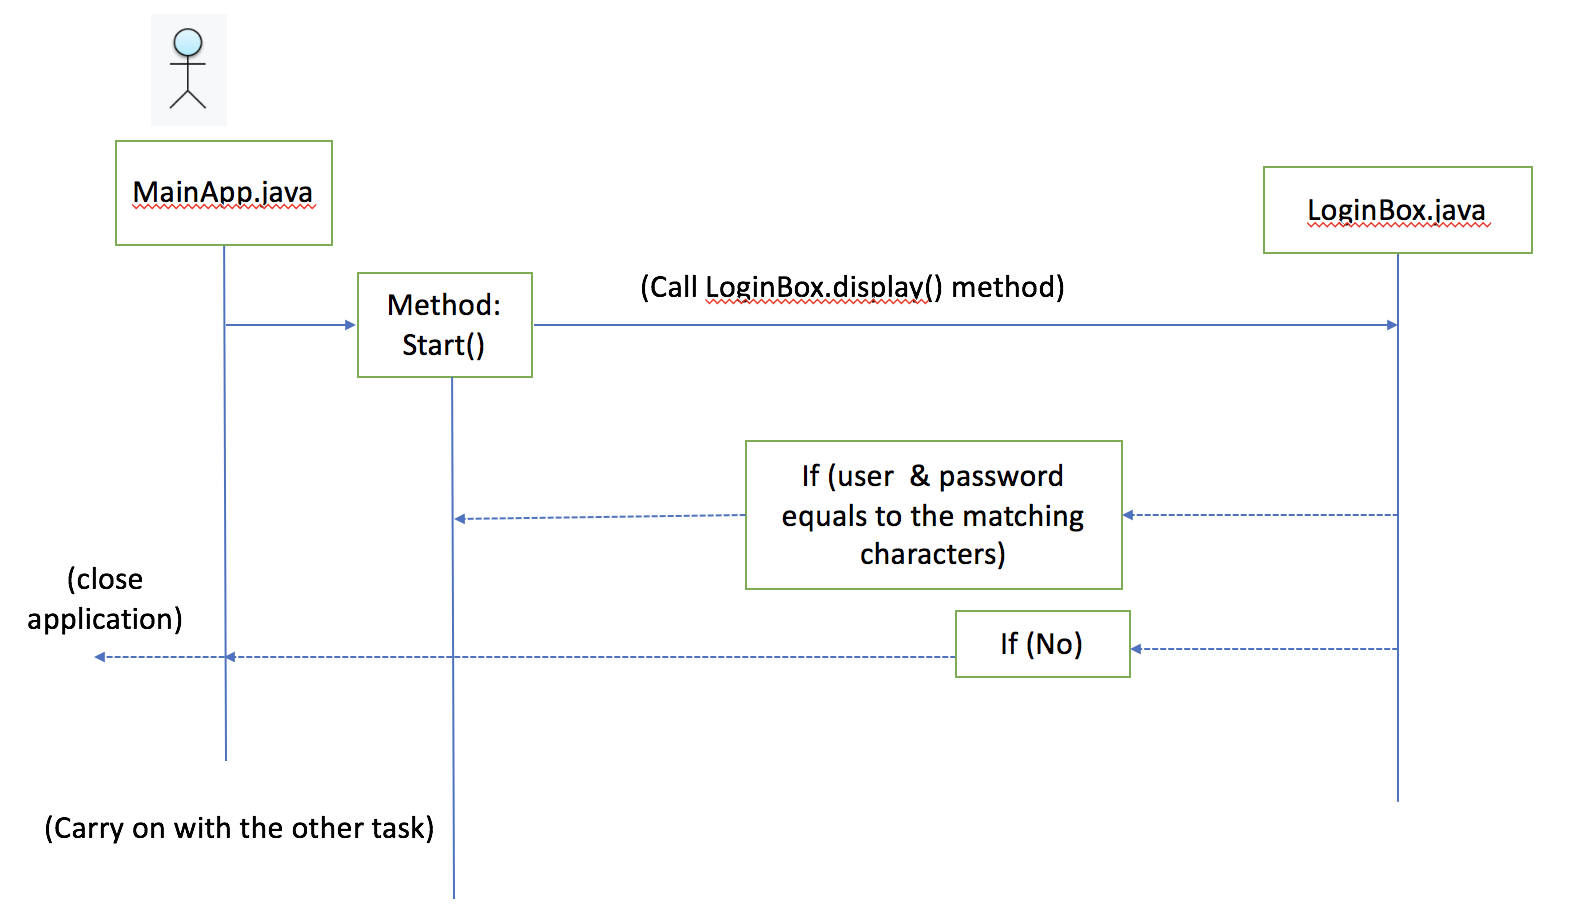 MainApp.java
LoginBox.java
(Call LoginBox.display() method)
Method:
Start()
If (user  & password
equals to the matching
characters)
(close
application)
If (No)
(Carry on with the other task)